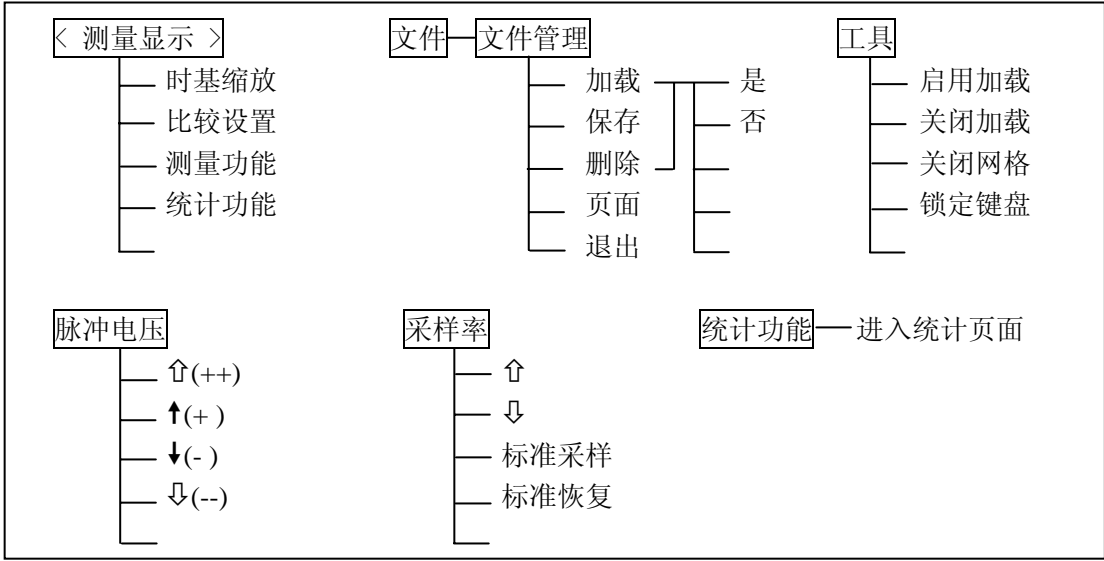 < 测量显示 >
时基缩放
比较设置
测量功能
统计功能
文件 文件管理
加载 是
保存 否
删除
页面
退出
工具
启用加载
关闭加载
关闭网格
锁定键盘
脉冲电压
⇧(++)
↑(+ )
↓(- )
⇩(--)
采样率
⇧
⇩
标准采样
标准恢复
统计功能 进入统计页面